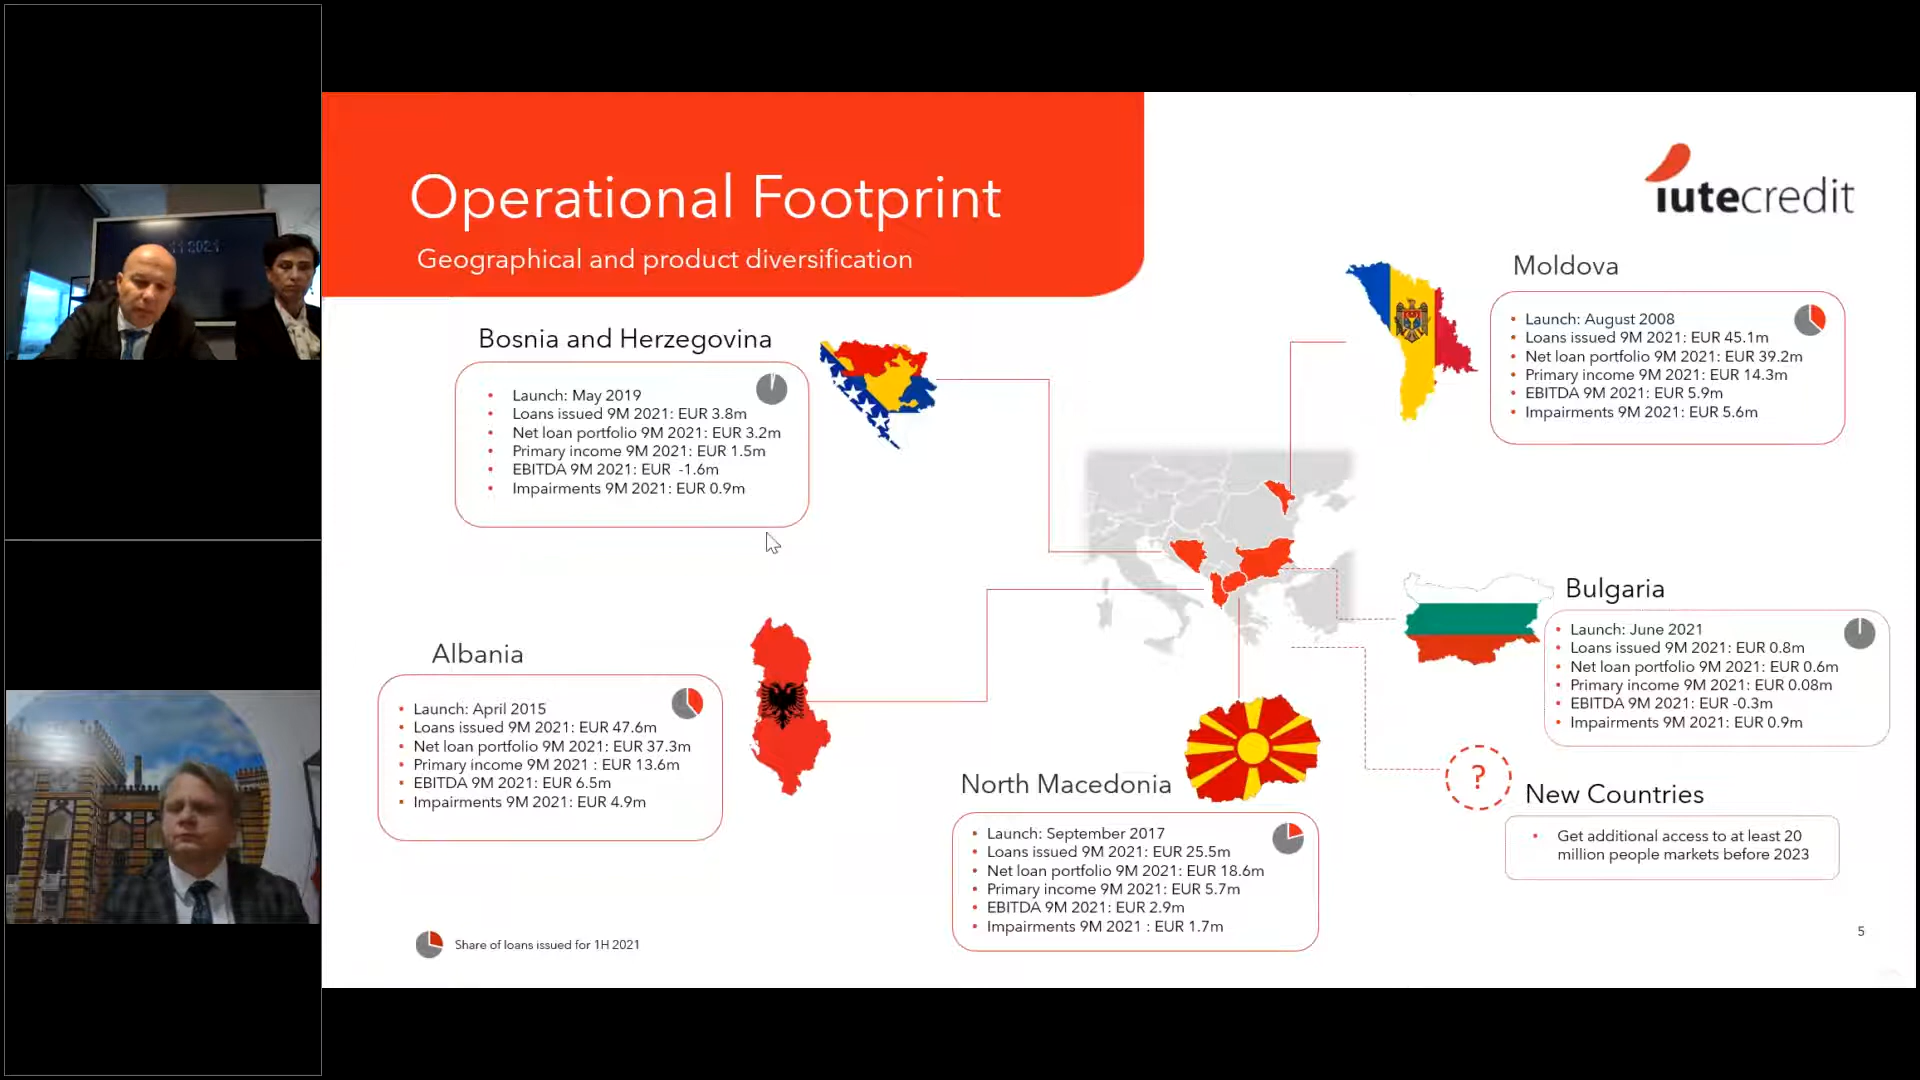 Operational Footprint
Geographical and product diversification
iutecredit
Moldova
• Launch: August 2008
• Loans issued 9M 2021: EUR 45.1m
• Net loan portfolio 9M 2021: EUR 39.2m
• Primary income 9M 2021: EUR 14.3m
• EBITDA 9M 2021: EUR 5.9m
• Impairments 9M 2021: EUR 5.6m
Bosnia and Herzegovina
• Launch: May 2019
• Loans issued 9M 2021: EUR 3.8m
• Net loan portfolio 9M 2021: EUR 3.2m
• Primary income 9M 2021: EUR 1.5m
• EBITDA 9M 2021: EUR -1.6m
• Impairments 9M 2021: EUR 0.9m
Bulgaria
• Launch: June 2021
• Loans issued 9M 2021: EUR 0.8m
• Net loan portfolio 9M 2021: EUR 0.6m
• Primary income 9M 2021: EUR 0.08m
• EBITDA 9M 2021: EUR -0.3m
• Impairments 9M 2021: EUR 0.9m
Albania
• Launch: April 2015
• Loans issued 9M 2021: EUR 47.6m
• Net loan portfolio 9M 2021: EUR 37.3m
• Primary income 9M 2021 : EUR 13.6m
• EBITDA 9M 2021: EUR 6.5m
• Impairments 9M 2021: EUR 4.9m
North Macedonia
• Launch: September 2017
• Loans issued 9M 2021: EUR 25.5m
• Net loan portfolio 9M 2021: EUR 18.6m
• Primary income 9M 2021: EUR 5.7m
• EBITDA 9M 2021: EUR 2.9m
• Impairments 9M 2021 : EUR 1.7m
?
New Countries
• Get additional access to at least 20
million people markets before 2023
Share of loans issued for 1H 2021
5